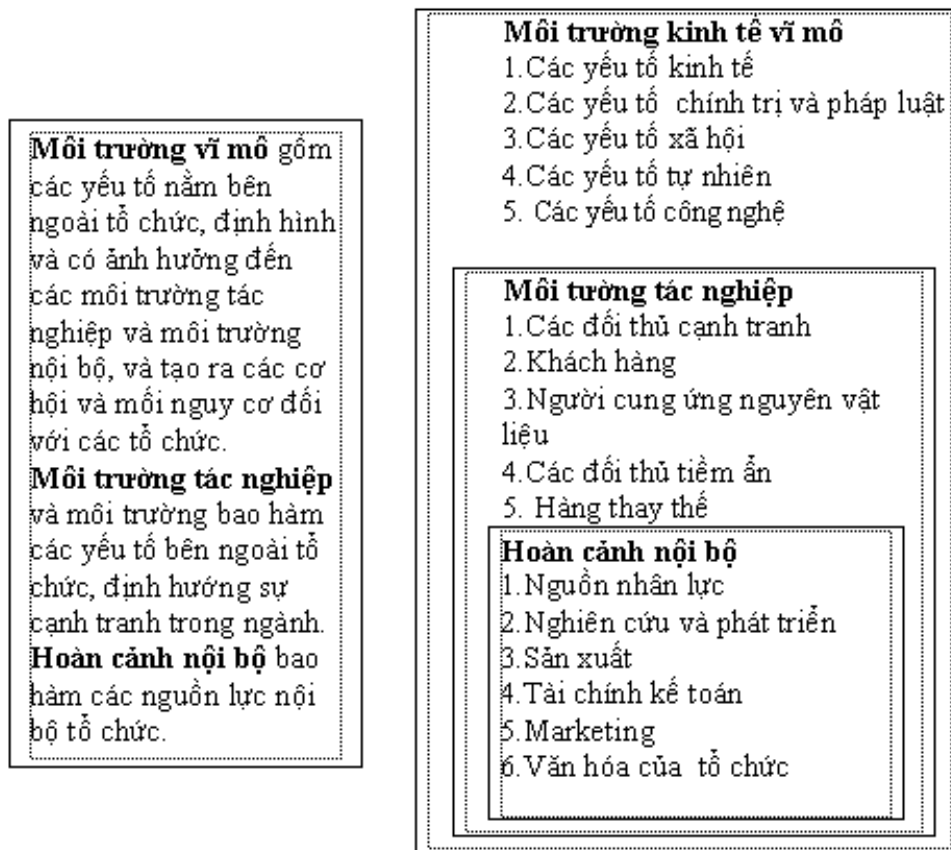 Môi trường vĩ mô gồm
các yếu tố nằm bên
ngoài tổ chức, định hình
và có ảnh hưởng đến
các môi trường tác
nghiệp và môi trường
nội bộ, và tạo ra các cơ
hội và mối nguy cơ đối
với các tổ chức.
Môi trường tác nghiệp
và môi trường bao hàm
các yếu tố bên ngoài tổ
chức, định hướng sự
cạnh tranh trong ngành.
Hoàn cảnh nội bộ bao
hàm các nguồn lực nội
bộ tổ chức.
Môi trường kinh tế vĩ mô
1.Các yếu tố kinh tế
2.Các yếu tố chính trị và pháp luật
3.Các yếu tố xã hội
4.Các yếu tố tự nhiên
5. Các yếu tố công nghệ
Môi tường tác nghiệp
1.Các đối thủ cạnh tranh
2.Khách hàng
3.Người cung ứng nguyên vật
liệu
4.Các đối thủ tiềm ẩn
5. Hàng thay thế
Hoàn cảnh nội bộ
1.Nguồn nhân lực
2.Nghiên cứu và phát triển
3.Sản xuất
4.Tài chính kế toán
5.Marketing
6.Văn hóa của tổ chức